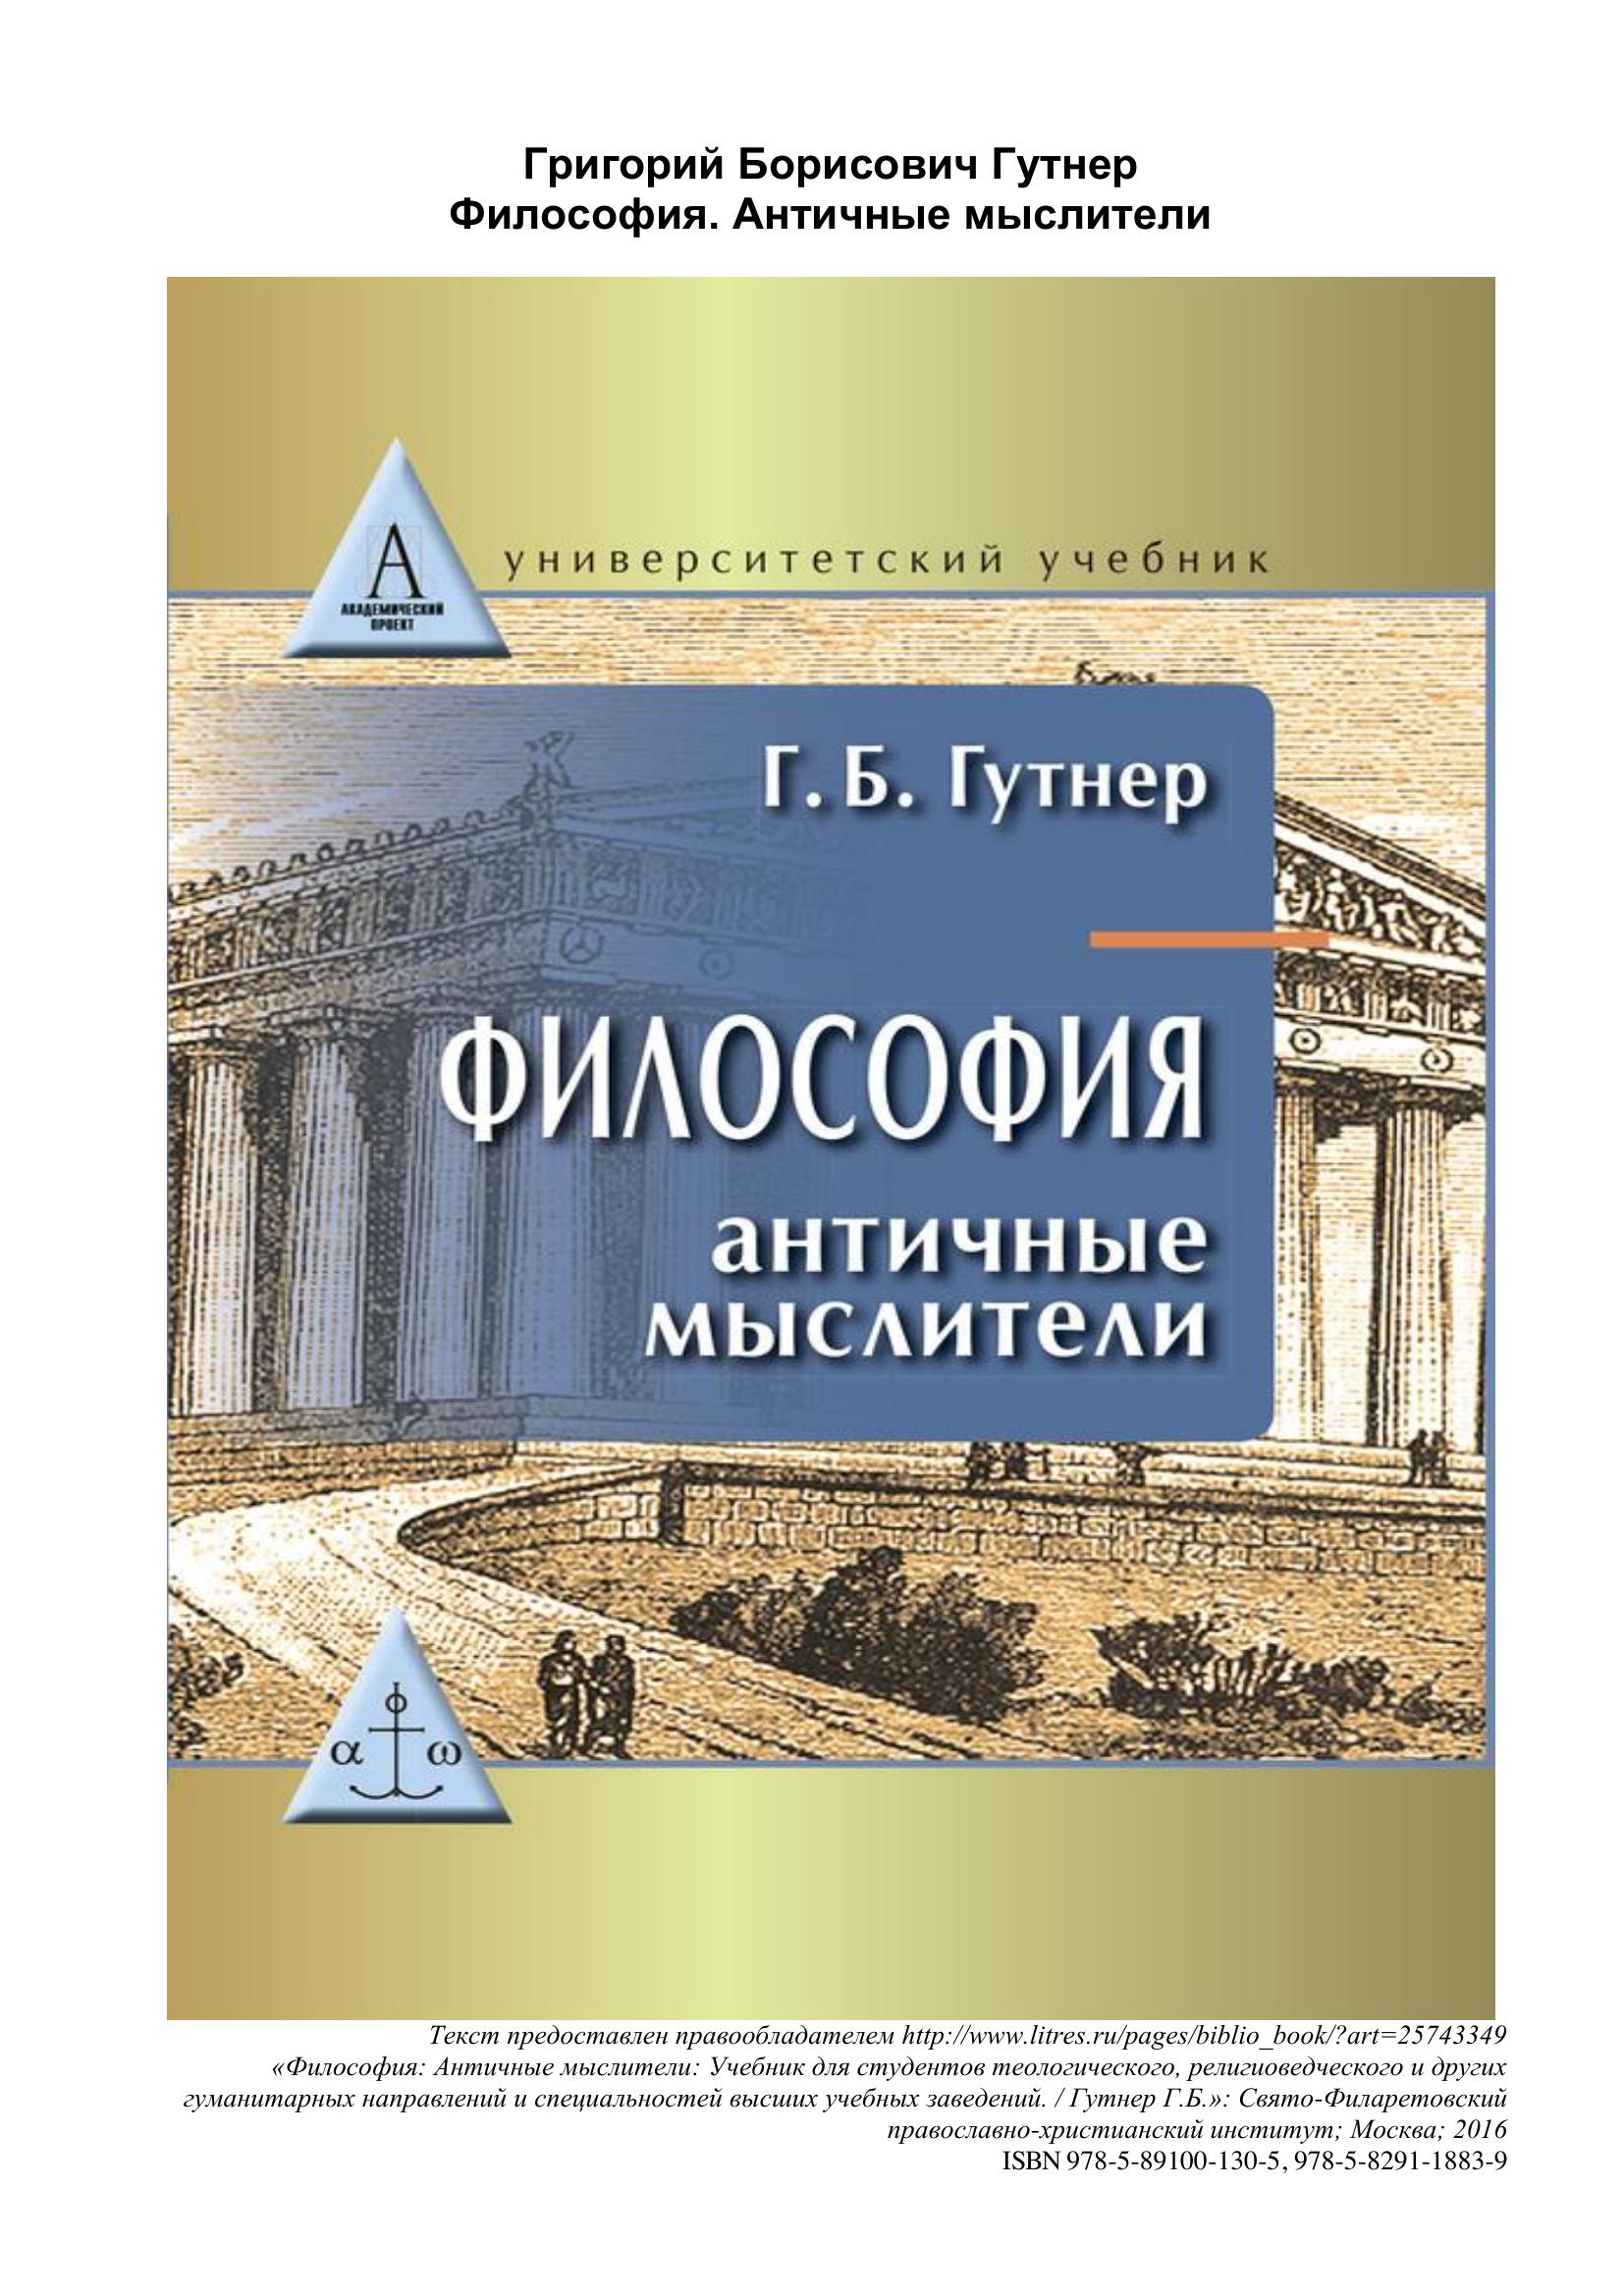 Григорий Борисович Гутнер
Философия. Античные мыслители
университетский учебник
А
АКАДЕМИЧЕСКИЙ
ПРОЕКТ
Г. Б. Гутнер
ФИЛОСОФИЯ
античные
мыслители
α ω
Текст предоставлен правообладателем http://www.litres.ru/pages/biblio_book/?art=25743349
«Философия: Античные мыслители: Учебник для студентов теологического, религиоведческого и других
гуманитарных направлений и специальностей высших учебных заведений. / Гутнер Г.Б.»: Свято-Филаретовский
православно-христианский институт; Москва; 2016
ISBN 978-5-89100-130-5, 978-5-8291-1883-9